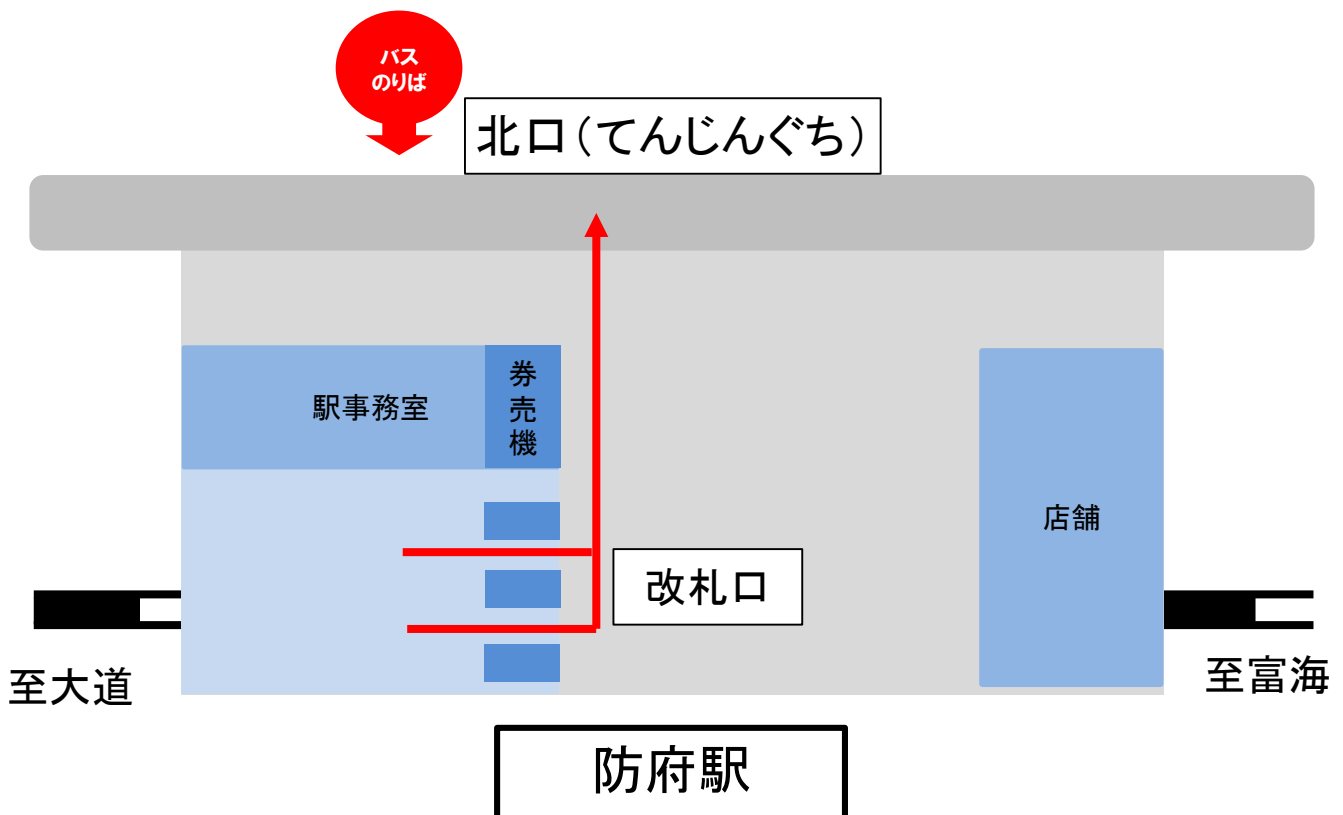 バス
のりば
北口（てんじんぐち）
駅事務室
券
売
機
店舗
改札口
至大道
至富海
防府駅